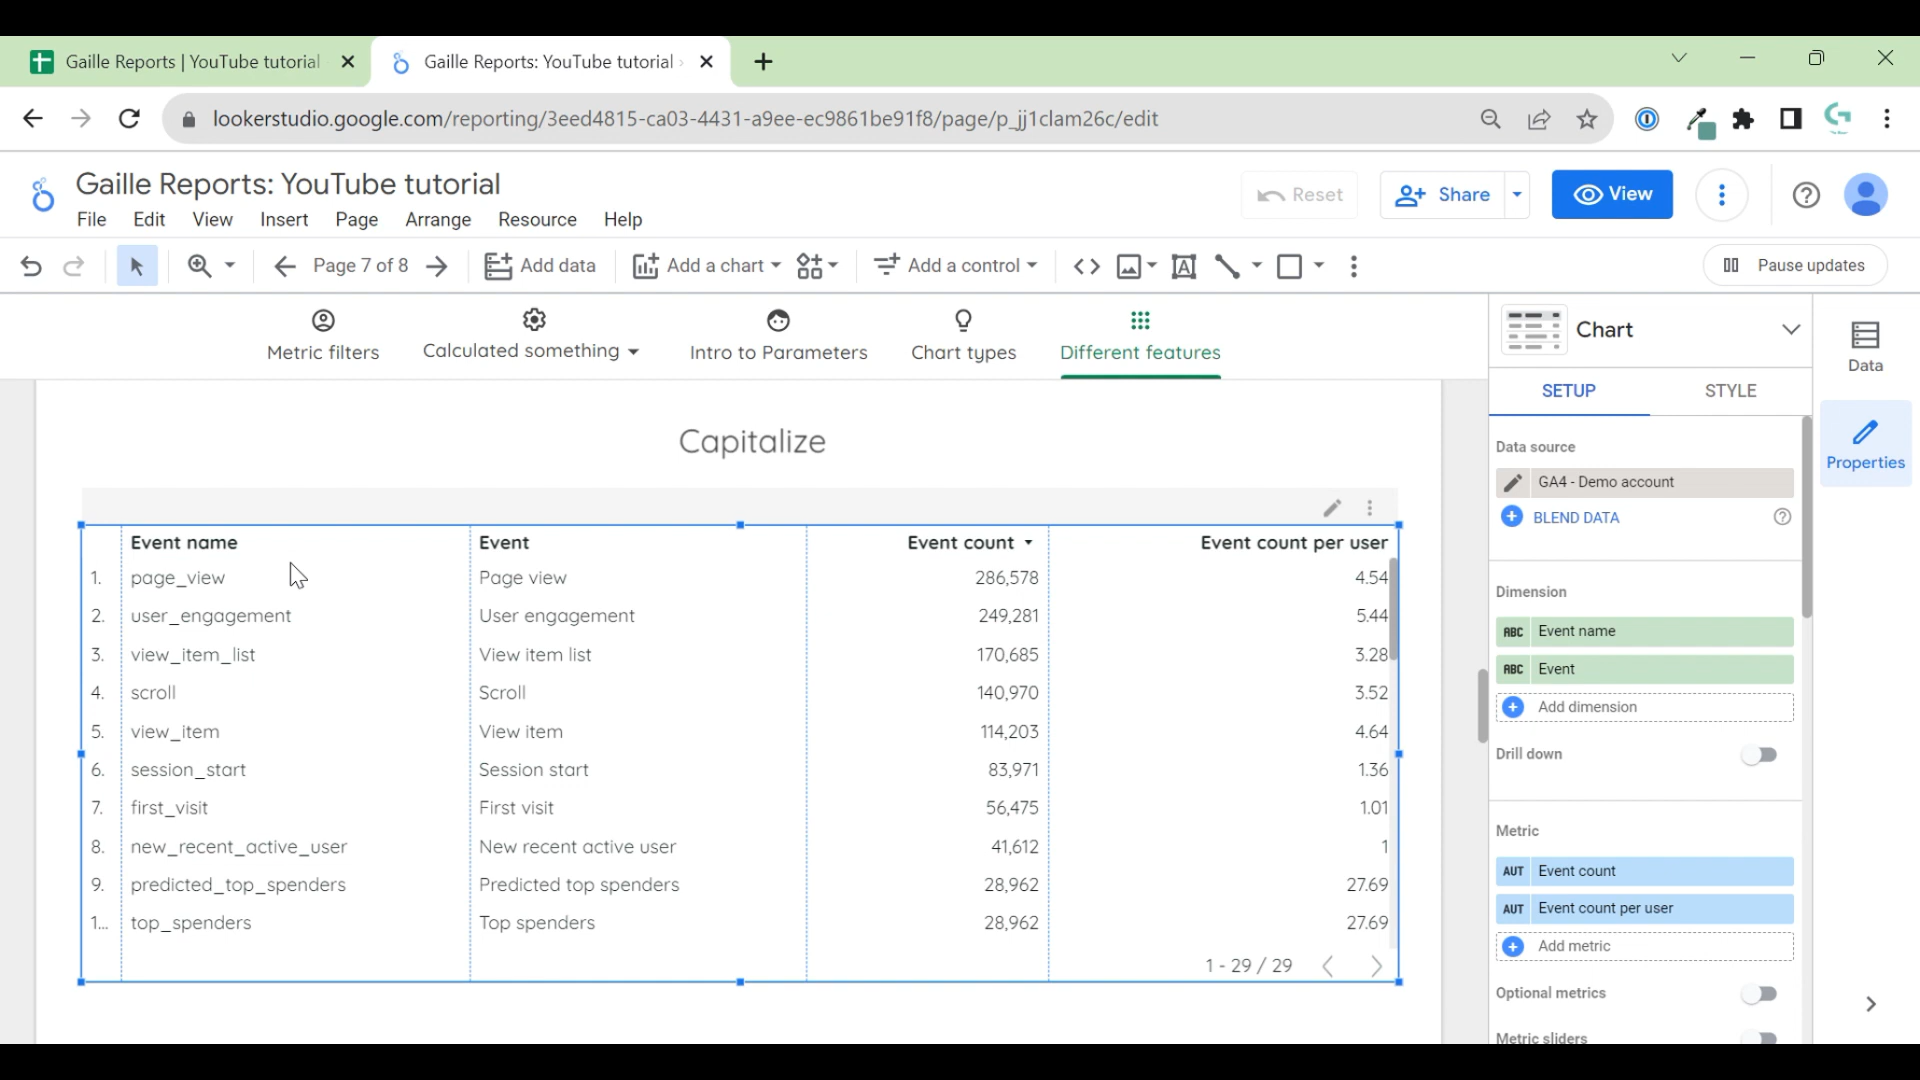 Gaille Reports | YouTube tutorial
Gaille Reports: YouTube tutorial
lookerstudio.google.com/reporting/3eed4815-ca03-4431-a9ee-ec9861be91f8/page/p_jj1clam26c/edit
Gaille Reports: YouTube tutorial
Reset
Share
View
File Edit View Insert Page Arrange Resource Help
Page 7 of 8
Add data
Add a chart
Add a control
Pause updates
Metric filters
Calculated something
Intro to Parameters
Chart types
Different features
Capitalize
Event name Event Event count Event count per user
1. page_view Page view 286,578 4.54
2. user_engagement User engagement 249,281 5.44
3. view_item_list View item list 170,685 3.28
4. scroll Scroll 140,970 3.52
5. view_item View item 114,203 4.64
6. session_start Session start 83,971 1.36
7. first_visit First visit 56,475 1.01
8. new_recent_active_user New recent active user 41,612 1
9. predicted_top_spenders Predicted top spenders 28,962 27.69
1... top_spenders Top spenders 28,962 27.69
1 - 29 / 29
Chart
SETUP STYLE
Data source
GA4 - Demo account
BLEND DATA
Dimension
ABC Event name
ABC Event
Add dimension
Drill down
Metric
AUT Event count
AUT Event count per user
Add metric
Optional metrics
Metric sliders
Data
Properties